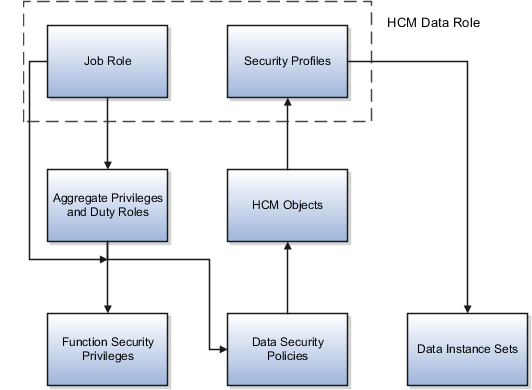 HCM Data Role
Job Role
Security Profiles
Aggregate Privileges
and Duty Roles
HCM Objects
Function Security
Privileges
Data Security
Policies
Data Instance Sets